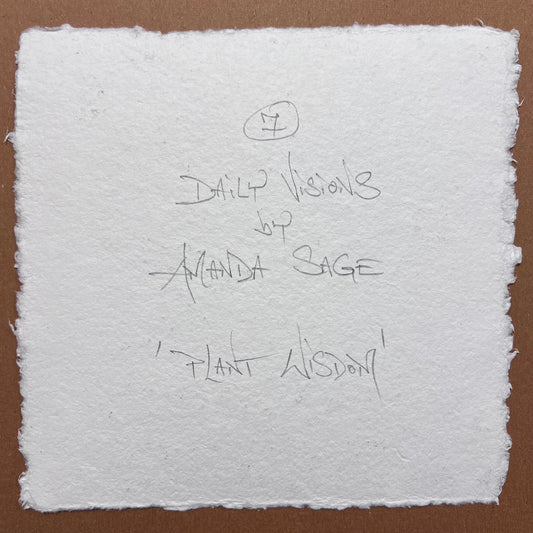 7
DAiLY ViSiONS
by
AMANDA SAGE
'PLANT WiSDOM'